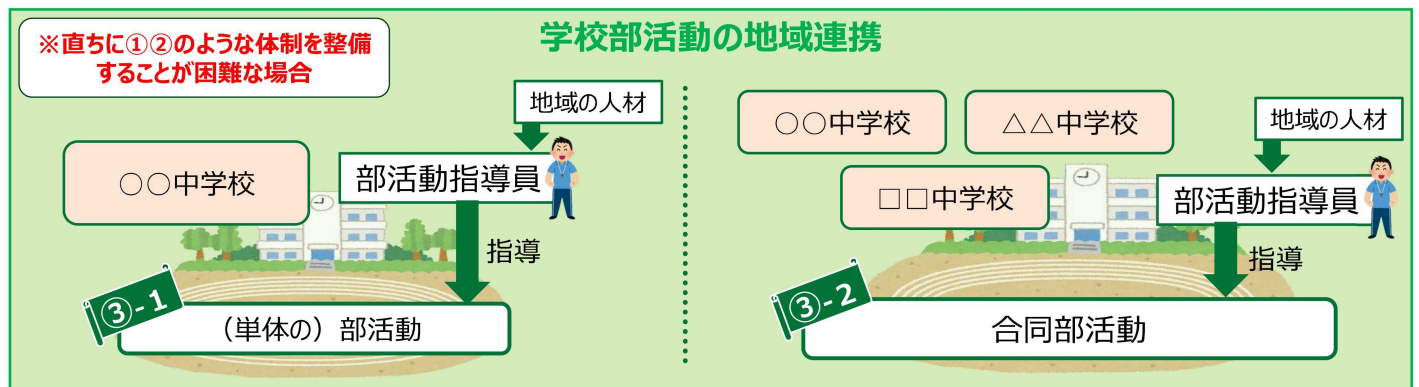 ※直ちに①②のような体制を整備
することが困難な場合
学校部活動の地域連携
地域の人材
○○中学校
部活動指導員
指導
③-1
（単体の）部活動
○○中学校
△△中学校
地域の人材
□□中学校
部活動指導員
指導
③-2
合同部活動